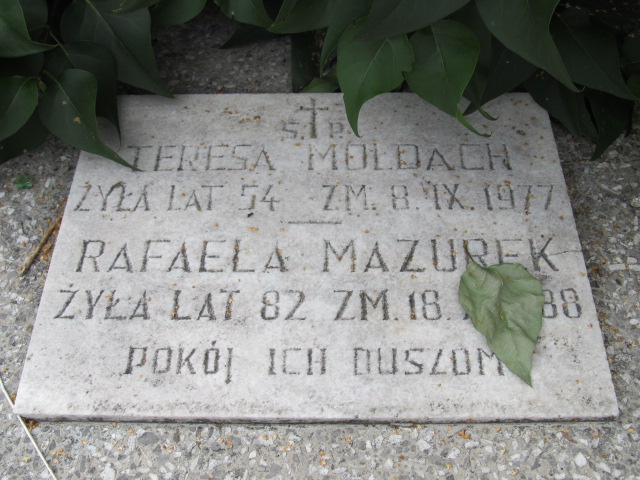 Ś. P.
TERESA MOLDACH
ŻYŁA LAT 54 ZM. 8.IX.1977
RAFAELA MAZUREK
ŻYŁA LAT 82 ZM. 18. 88
POKÓJ ICH DUSZOM